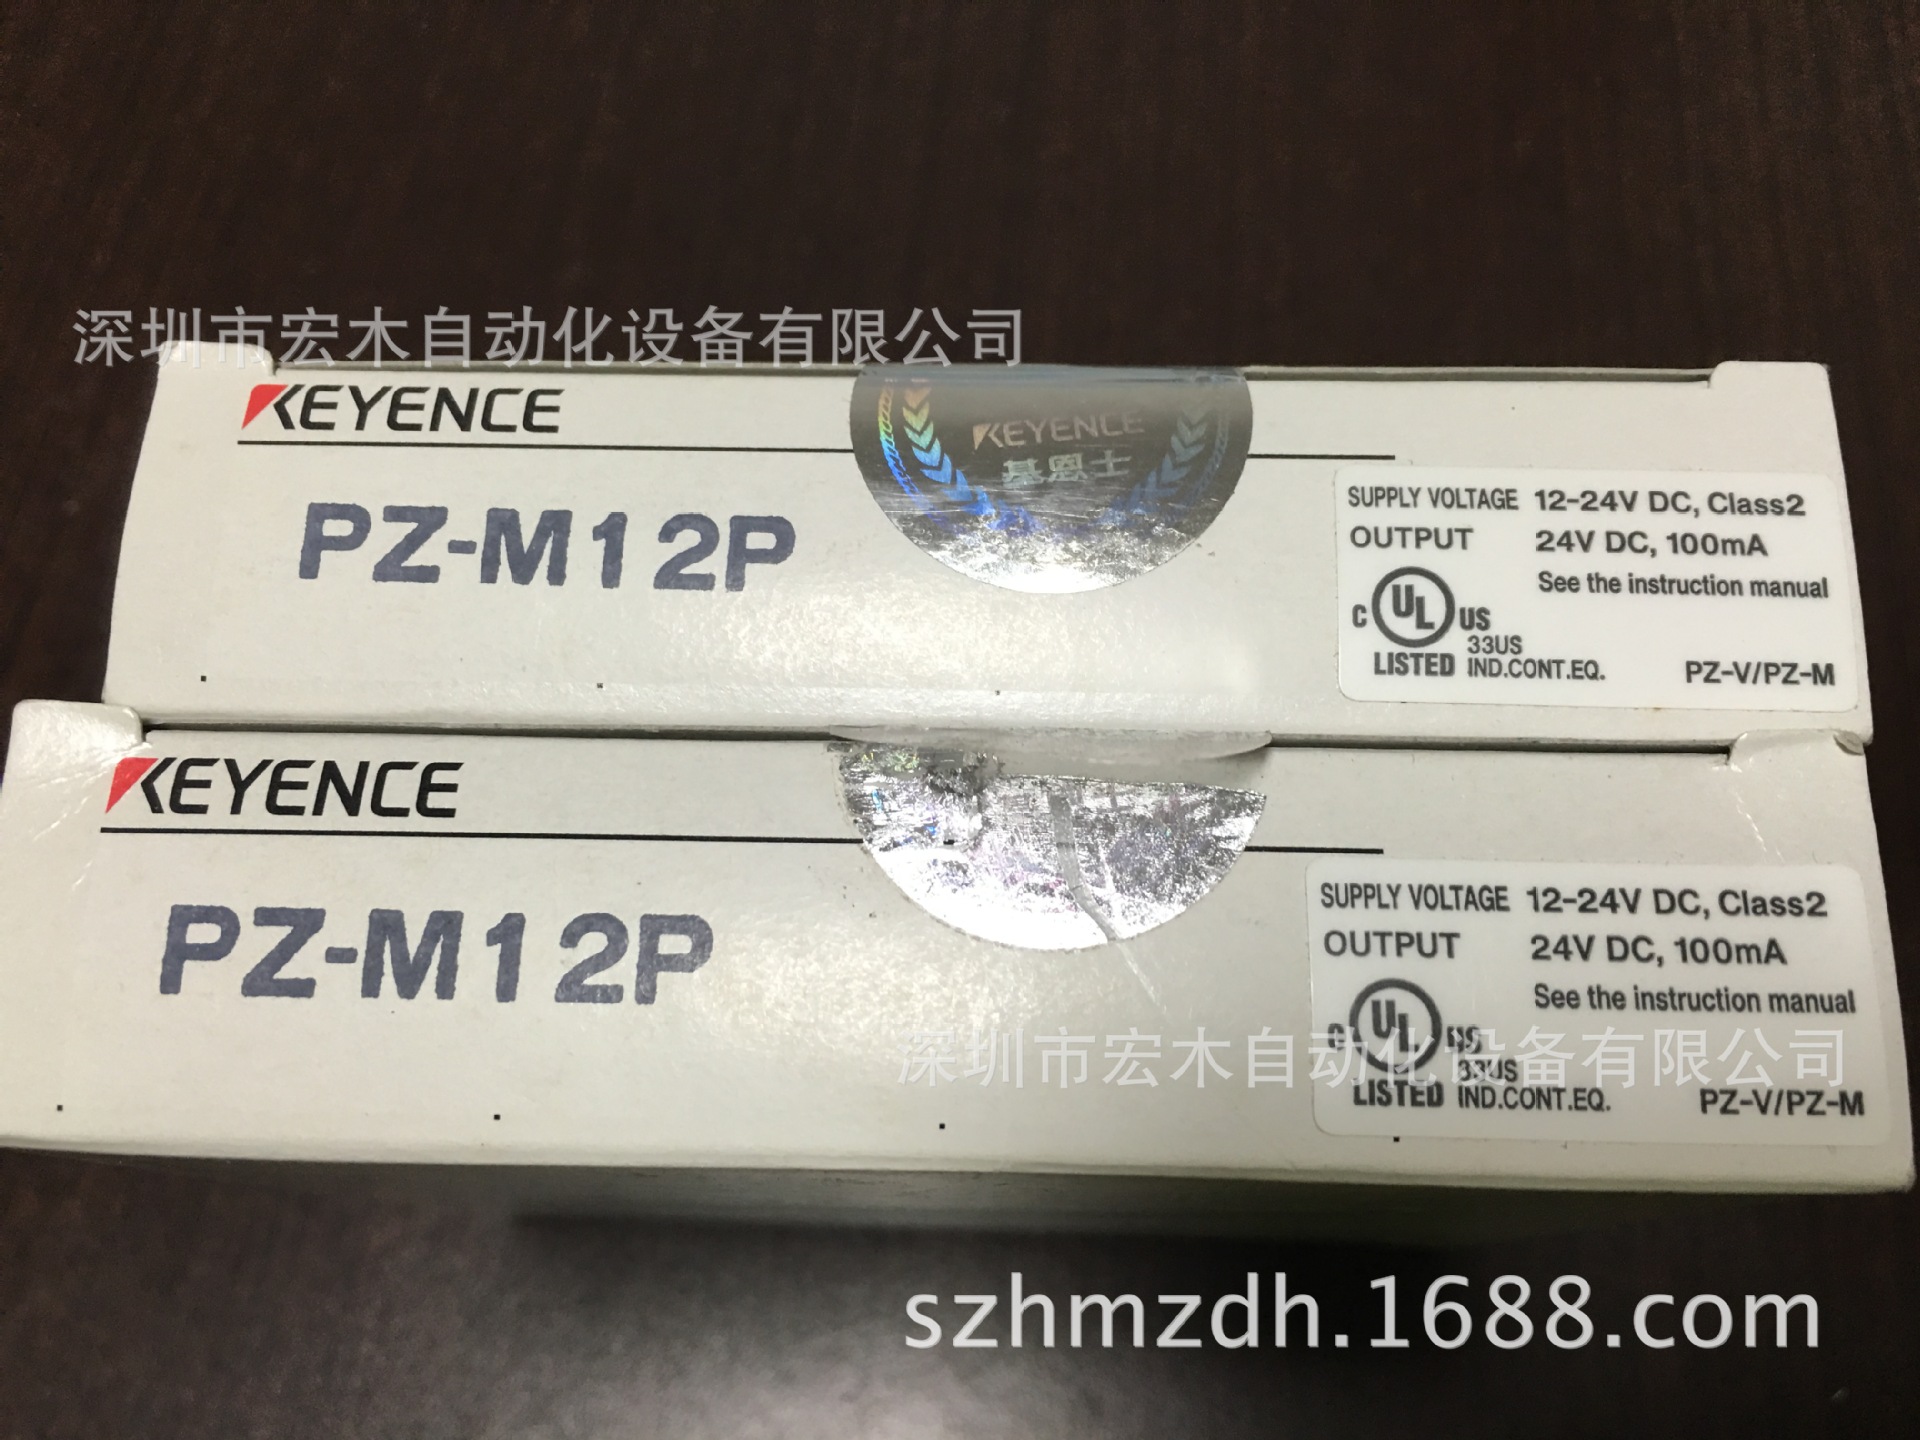 深圳市宏木自动化设备有限公司
KEYENCE
KEYENCE
基恩士
PZ-M12P
SUPPLY VOLTAGE 12-24V DC, Class2
OUTPUT 24V DC, 100mA
See the instruction manual
C UL US
LISTED
33US
IND.CONT.EQ.
PZ-V/PZ-M
KEYENCE
PZ-M12P
SUPPLY VOLTAGE 12-24V DC, Class2
OUTPUT 24V DC, 100mA
See the instruction manual
C UL US
深圳市宏木自动化设备有限公司
LISTED
33US
IND.CONT.EQ.
PZ-V/PZ-M
szhmzdh.1688.com